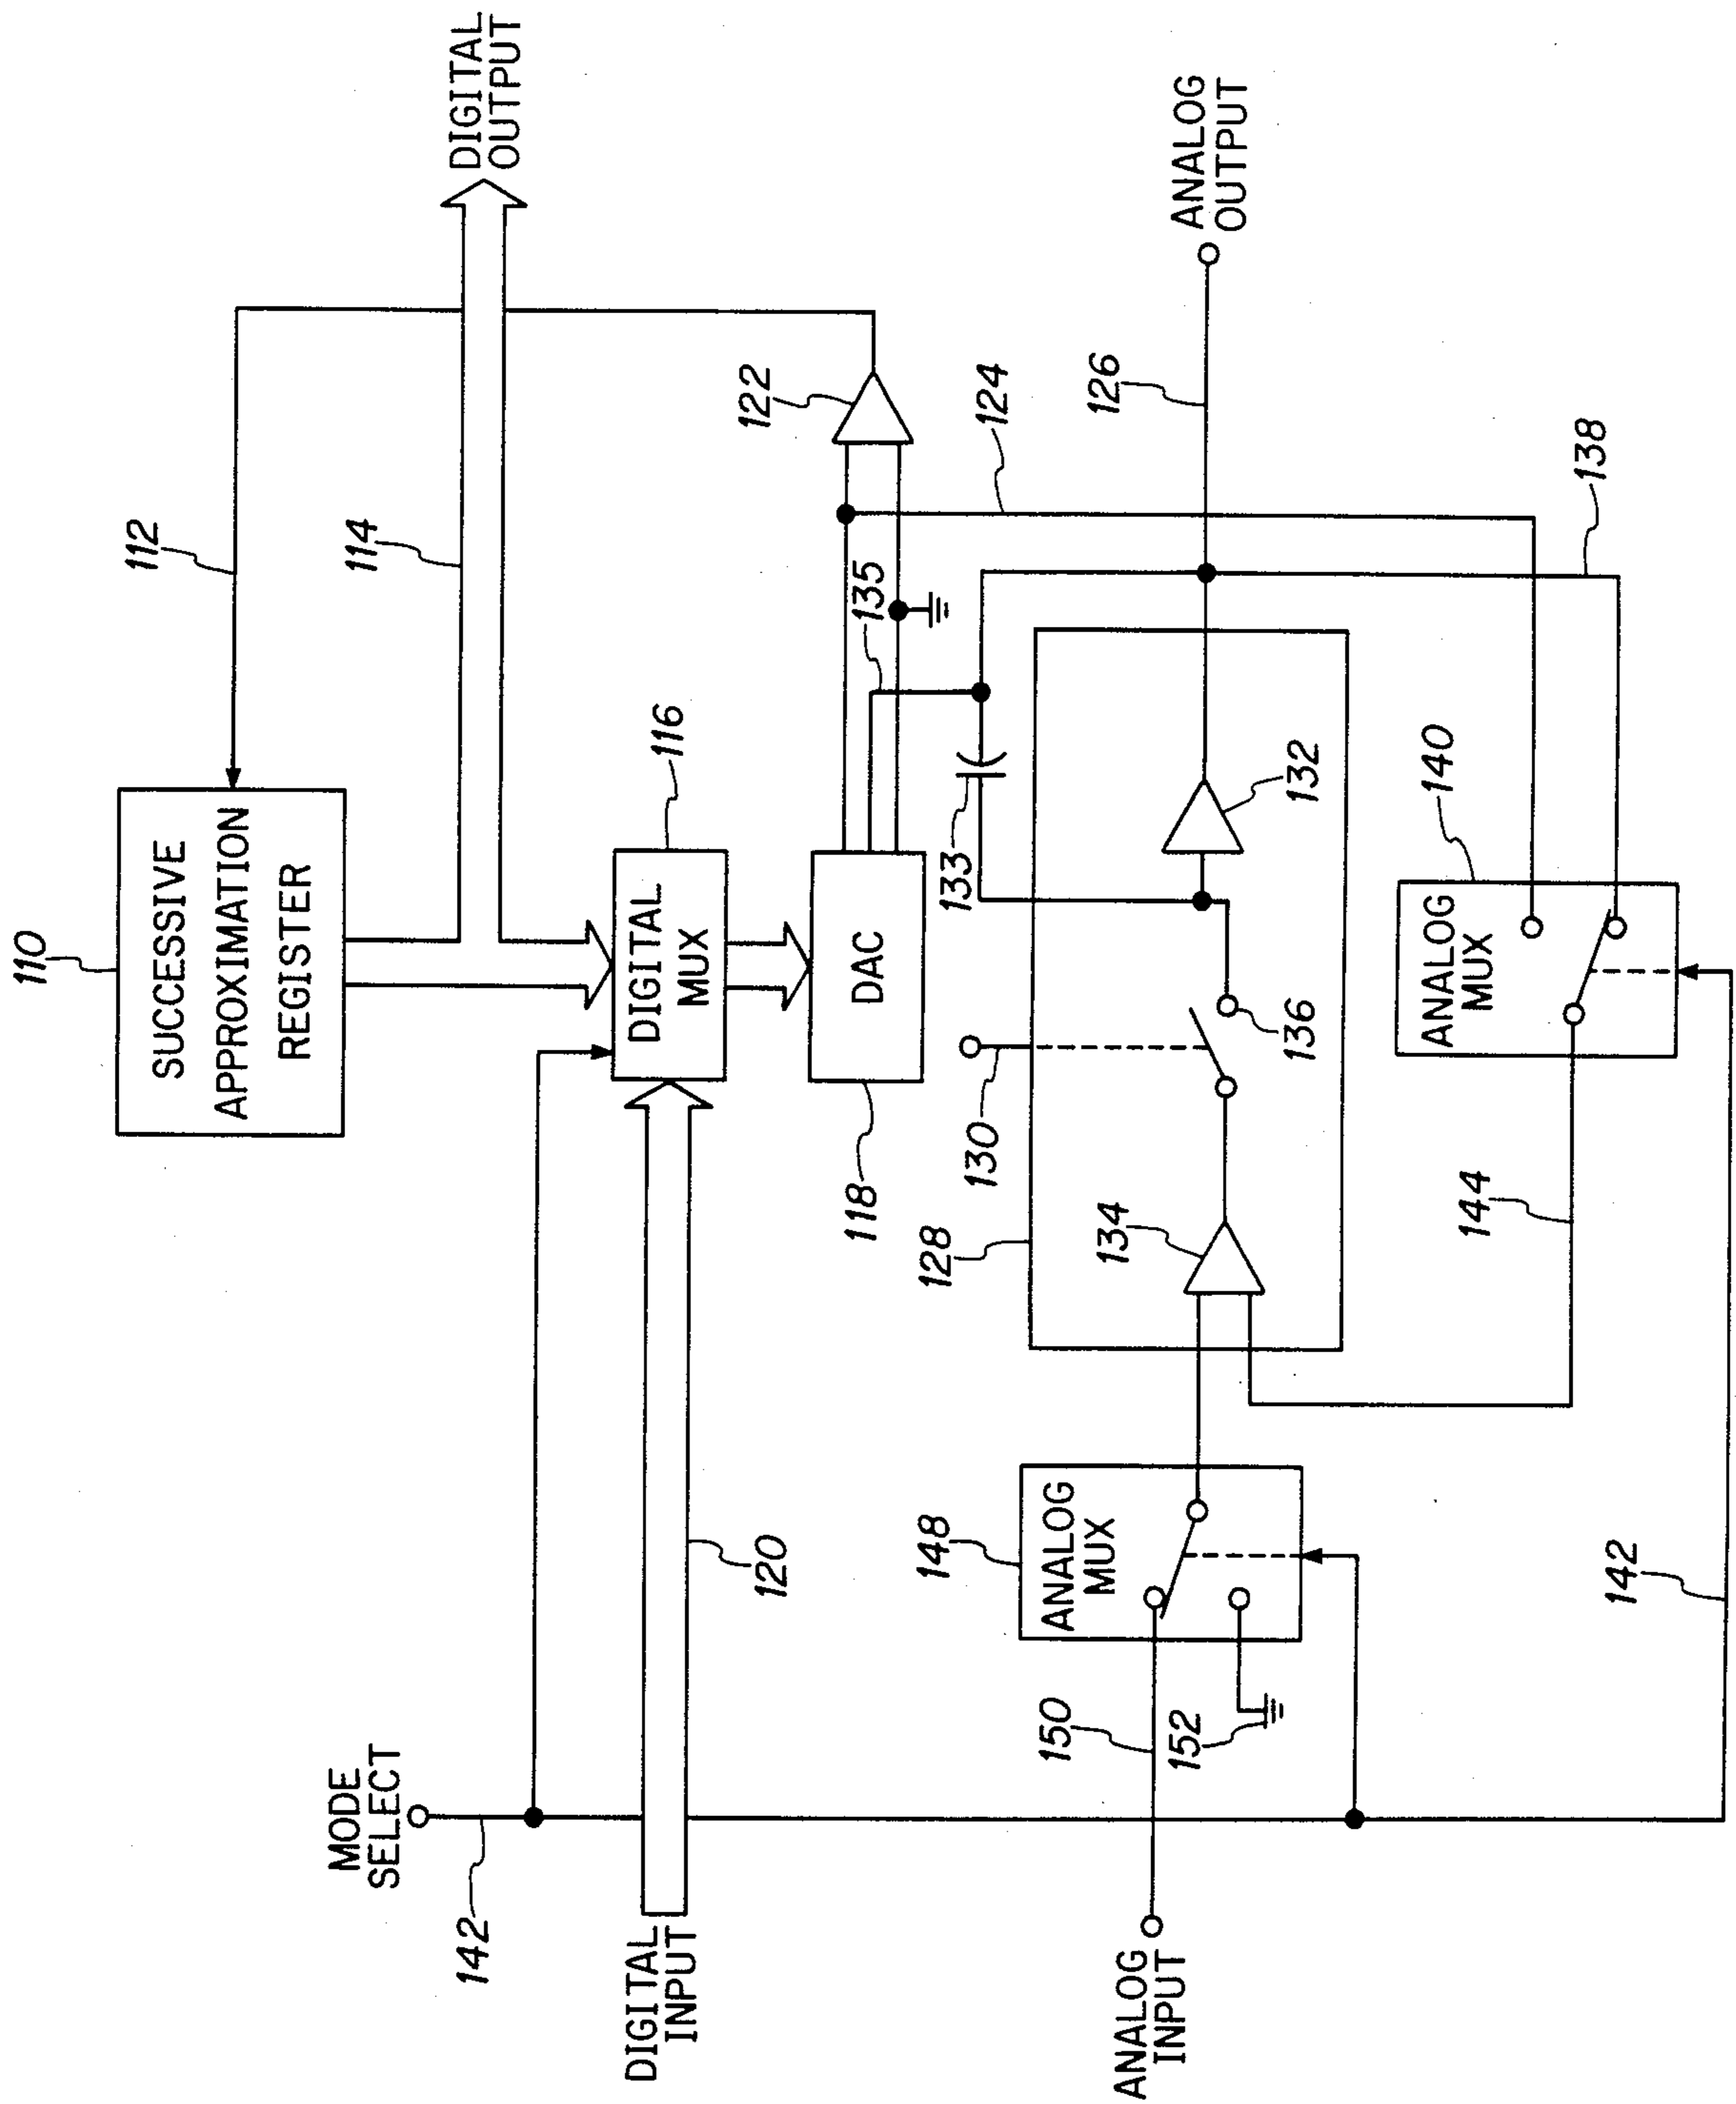 110
SUCCESSIVE
APPROXIMATION
REGISTER
112
114
DIGITAL
OUTPUT
MODE
SELECT
142
DIGITAL
INPUT
120
DIGITAL
MUX
116
DAC
118
122
135
124
133
126
ANALOG
OUTPUT
128
130
134
136
132
138
ANALOG
INPUT
150
152
148
ANALOG
MUX
144
140
ANALOG
MUX
142